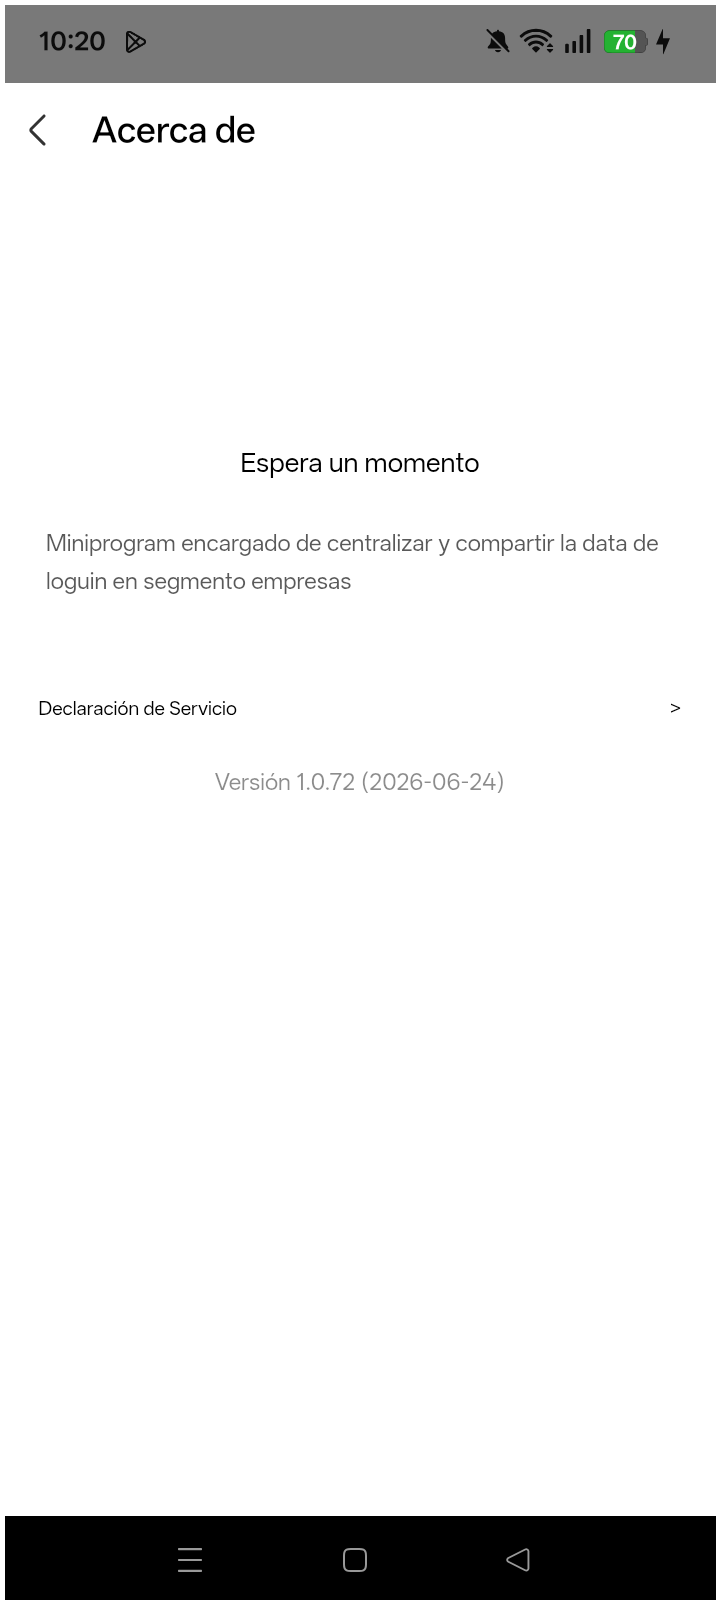 10:20
70
Acerca de
Espera un momento
Miniprogram encargado de centralizar y compartir la data de
loguin en segmento empresas
Declaración de Servicio >
Versión 1.0.72 (2026-06-24)